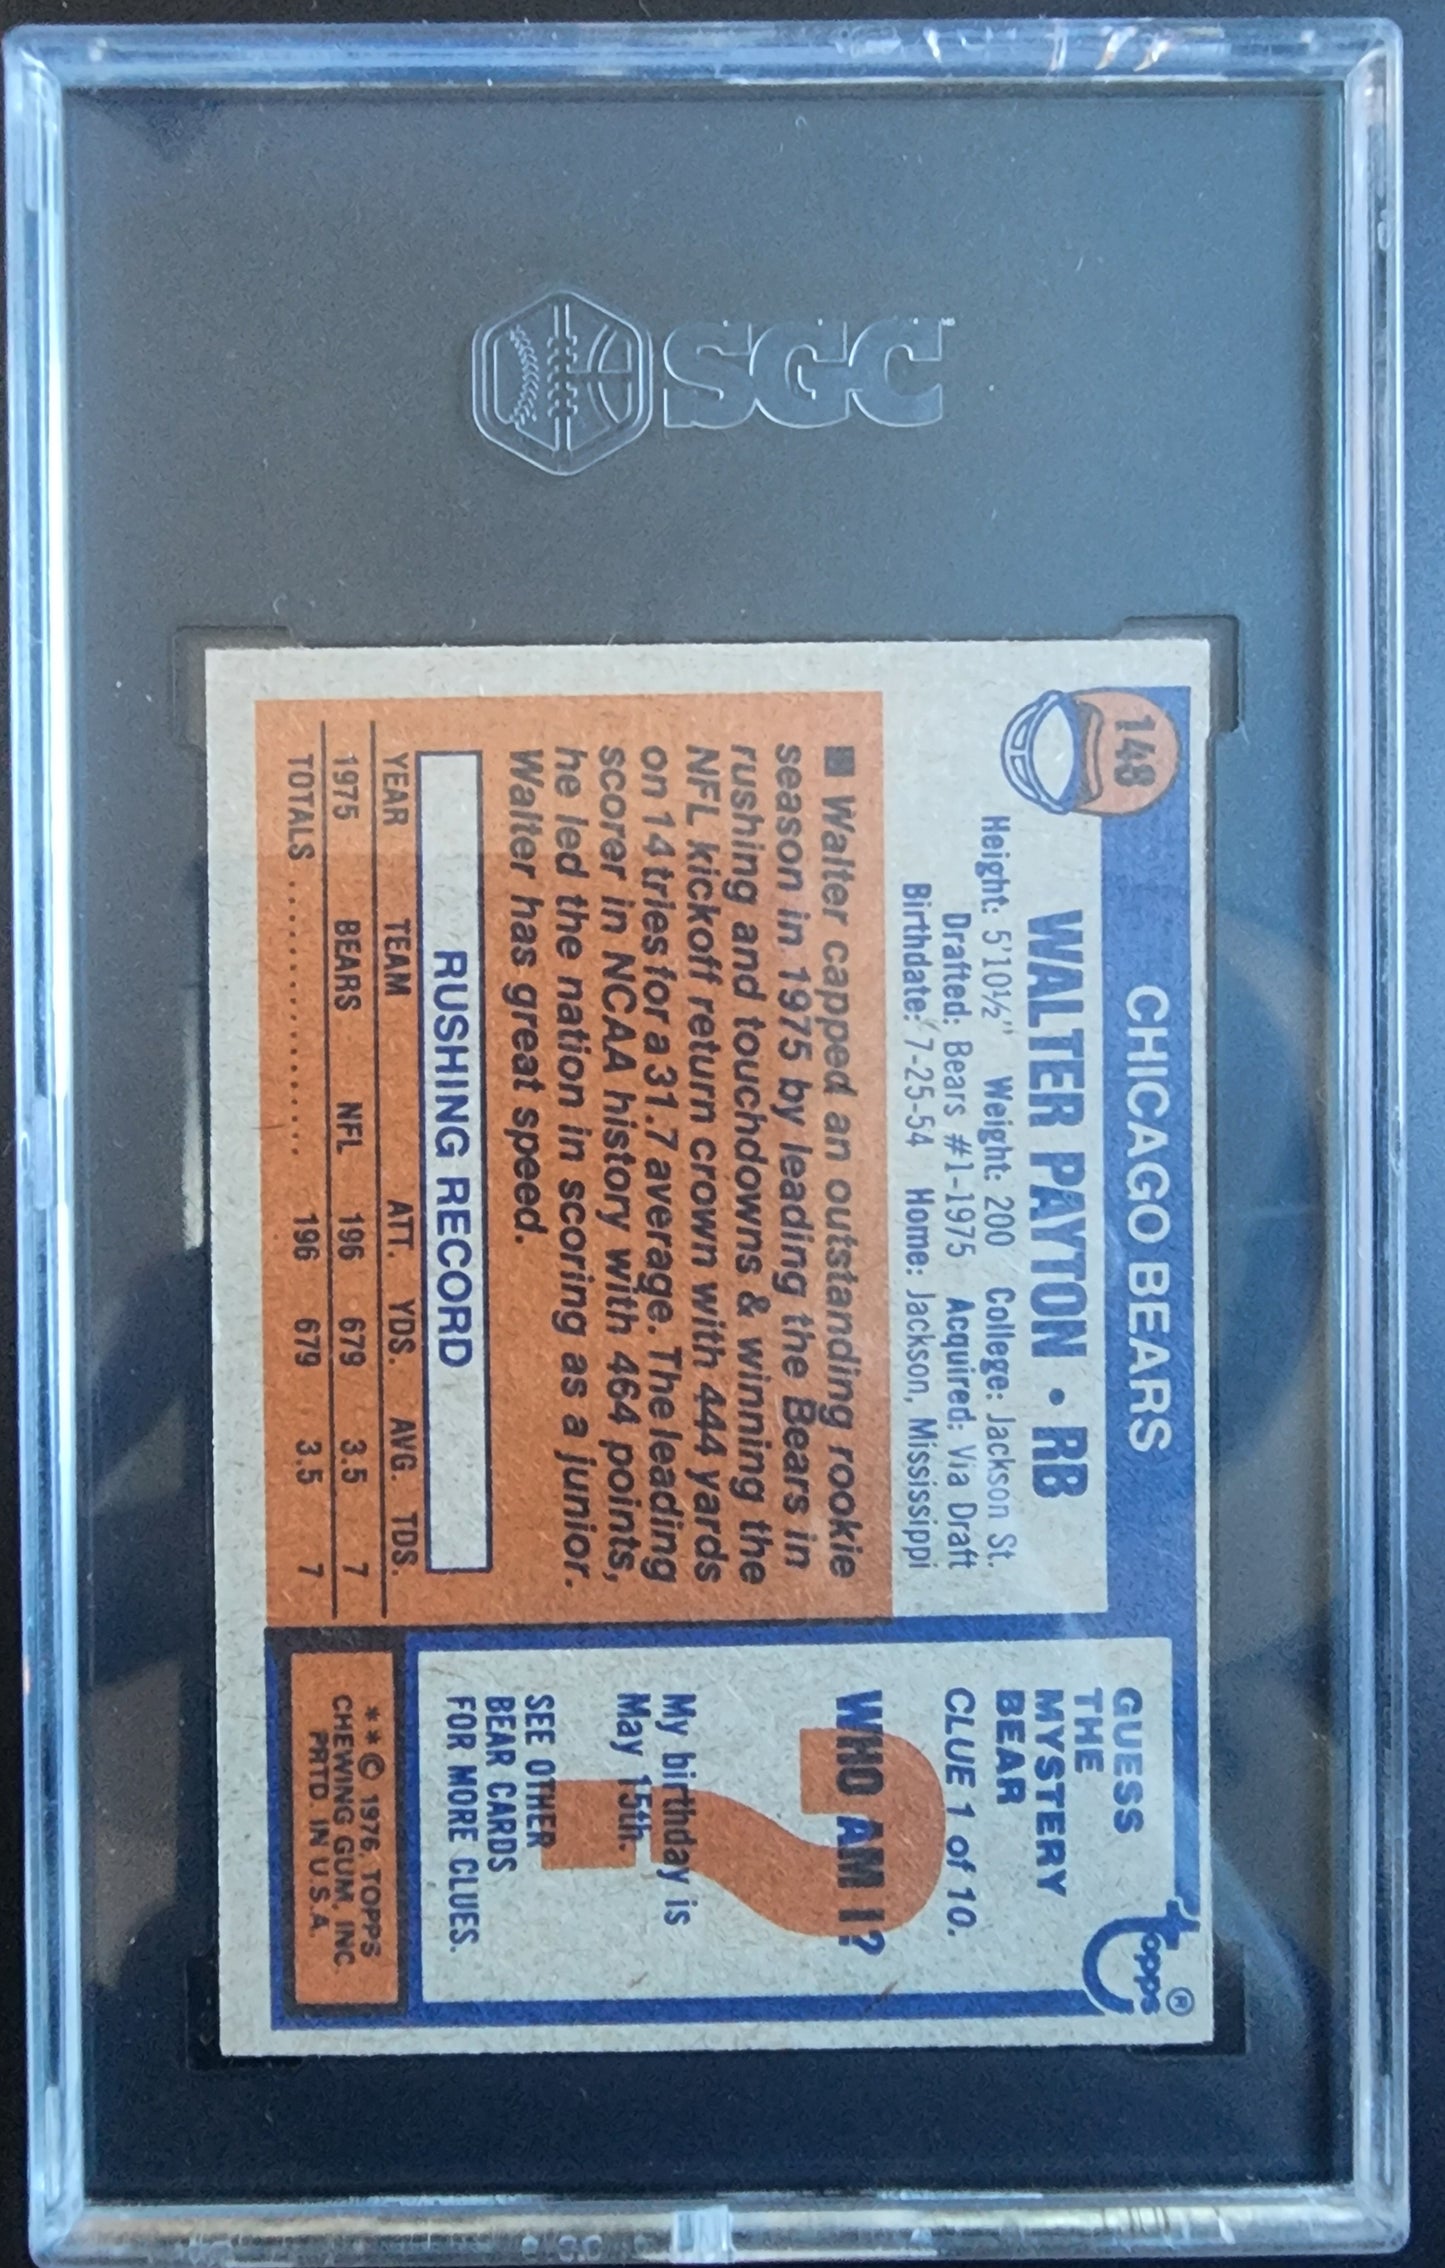 SGC
148
CHICAGO BEARS
WALTER PAYTON • RB
Height: 5'10½" Weight: 200 College: Jackson St.
Drafted: Bears #1-1975 Acquired: Via Draft
Birthdate: 7-25-54 Home: Jackson, Mississippi
■ Walter capped an outstanding rookie
season in 1975 by leading the Bears in
rushing and touchdowns & winning the
NFL kickoff return crown with 444 yards
on 14 tries for a 31.7 average. The leading
scorer in NCAA history with 464 points,
he led the nation in scoring as a junior.
Walter has great speed.
RUSHING RECORD
YEAR TEAM ATT. YDS. AVG. TDS.
1975 BEARS NFL 196 679 3.5 7
TOTALS .................... 196 679 3.5 7
topps®
GUESS
THE
MYSTERY
BEAR
CLUE 1 of 10.
WHO AM I?
My birthday is
May 15th.
SEE OTHER
BEAR CARDS
FOR MORE CLUES.
**© 1976, TOPPS
CHEWING GUM, INC
PRTD IN U.S.A.